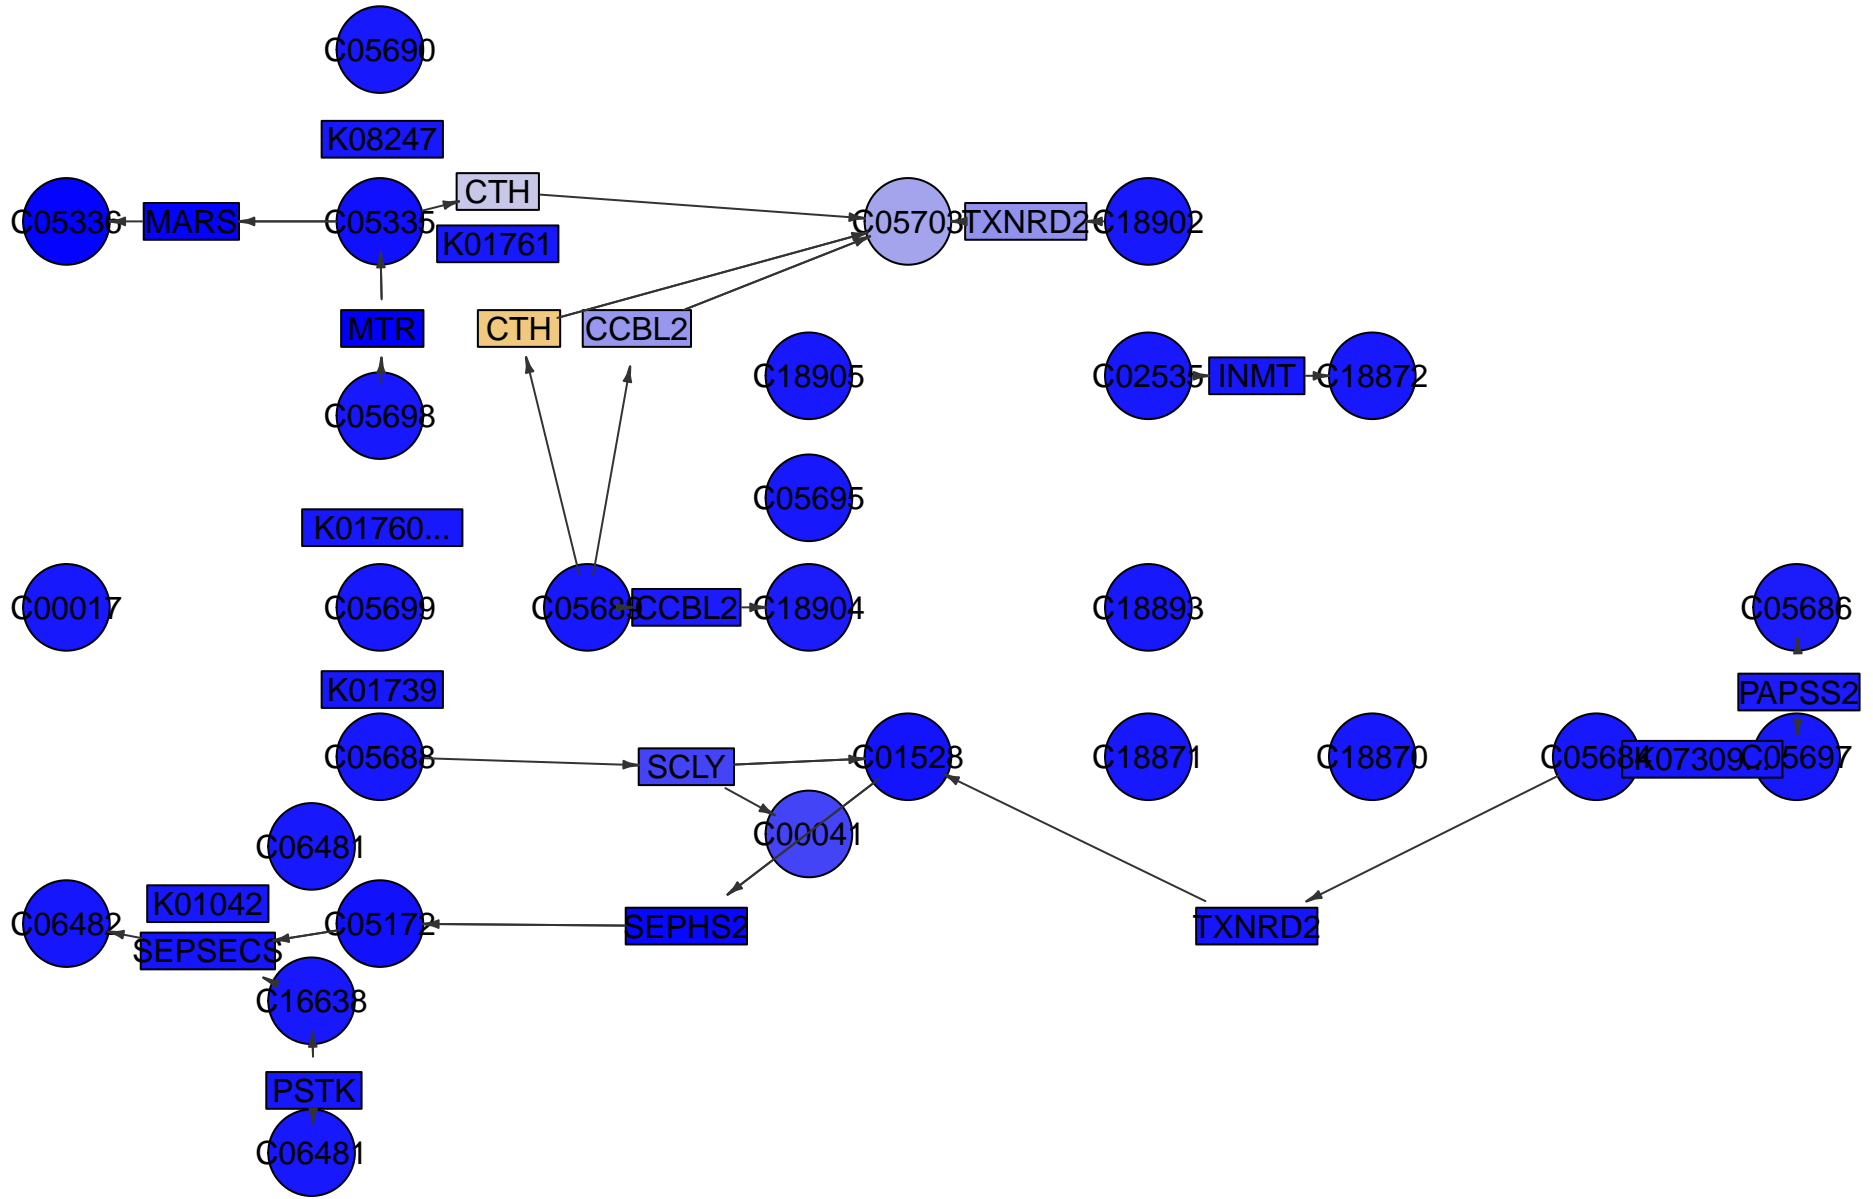 C05690
K08247
CTH
C05336
MARS
C05335
C05703
TXNRD2
C18902
K01761
MTR
CTH
CCBL2
C18905
C02535
INMT
C18872
C05698
C05695
K01760...
C00017
C05699
C05689
CCBL2
C18904
C18893
C05686
K01739
PAPSS2
C05688
SCLY
C01528
C18871
C18870
C05684
K07309...
C05697
C00041
C06481
K01042
C06482
C05172
SEPHS2
TXNRD2
SEPSECS
C16638
PSTK
C06481